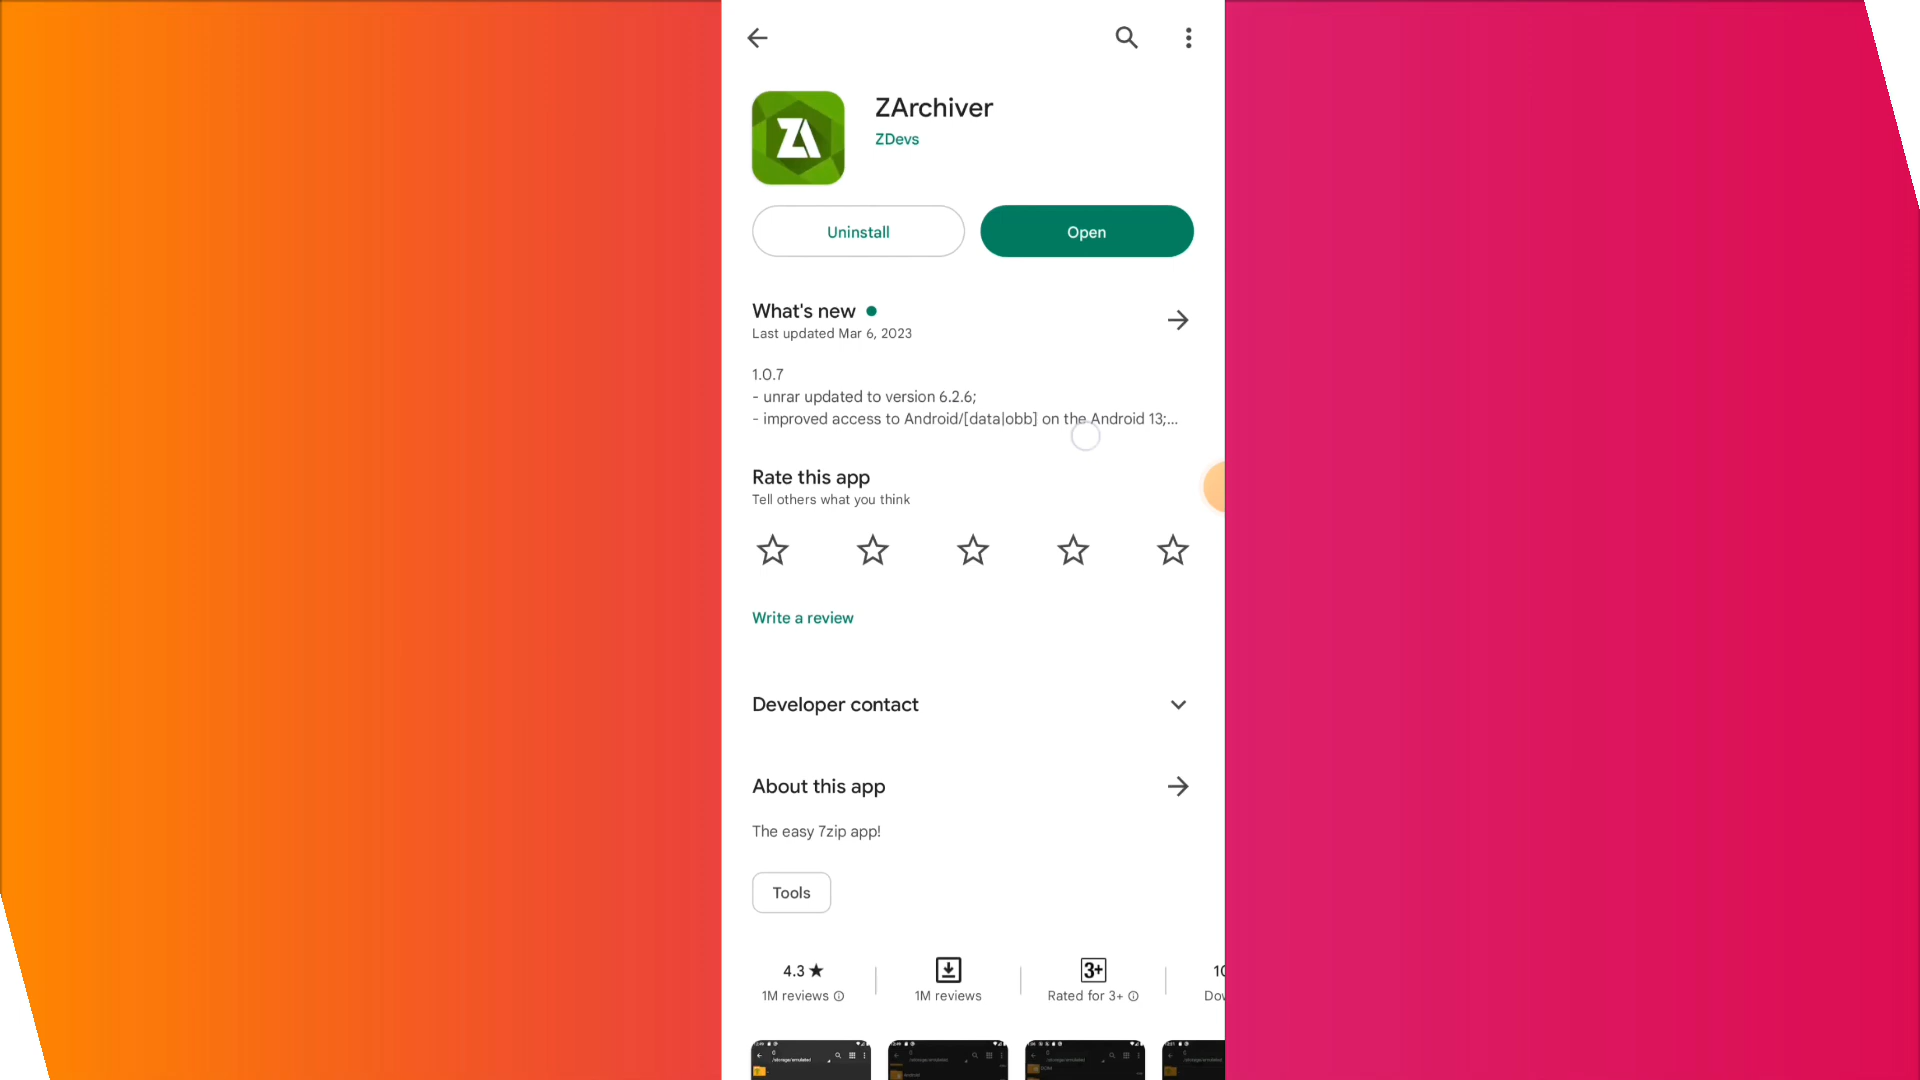 ZArchiver
ZDevs
ZA
Uninstall
Open
What's new
Last updated Mar 6, 2023
1.0.7
- unrar updated to version 6.2.6;
- improved access to Android/[data|obb] on the Android 13;...
Rate this app
Tell others what you think
Write a review
Developer contact
About this app
The easy 7zip app!
Tools
4.3 ★
1M reviews
1M reviews
3+
Rated for 3+